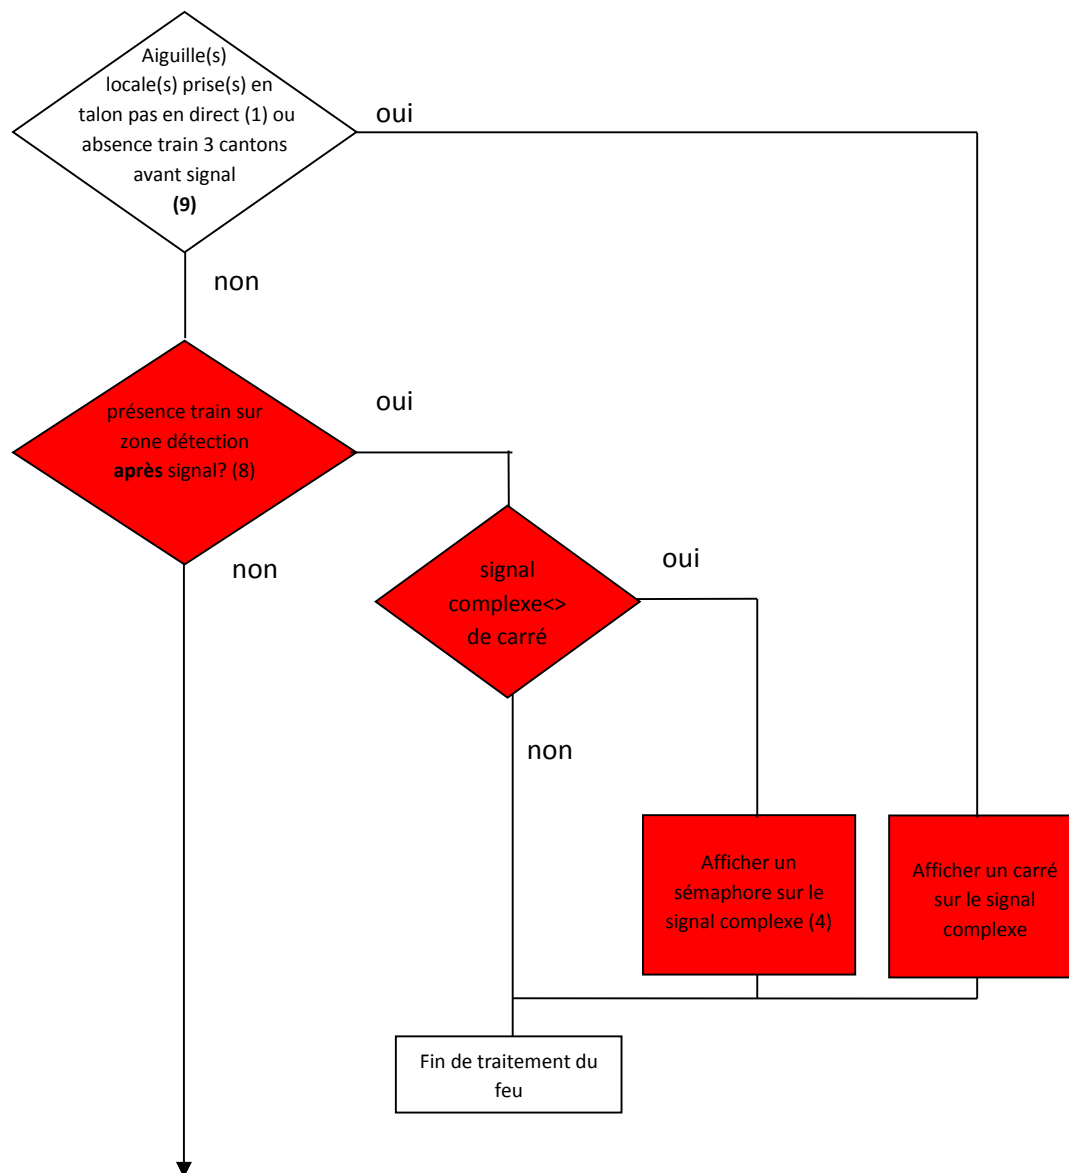 Aiguille(s)
locale(s) prise(s) en
talon pas en direct (1) ou
absence train 3 cantons
avant signal
(9)
oui
non
présence train sur
zone détection
après signal? (8)
oui
non
signal
complexe<>
de carré
oui
non
Afficher un
sémaphore sur le
signal complexe (4)
Afficher un carré
sur le signal
complexe
Fin de traitement du
feu